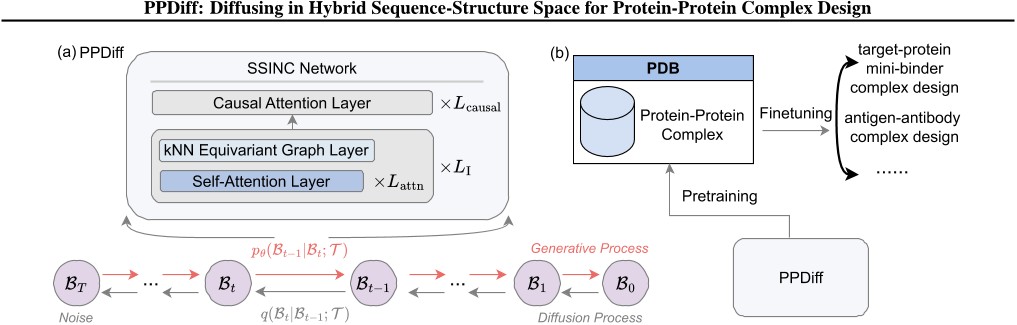 PPDiff: Diffusing in Hybrid Sequence-Structure Space for Protein-Protein Complex Design
(a) PPDiff
SSINC Network
Causal Attention Layer
×L_causal
kNN Equivariant Graph Layer
Self-Attention Layer
×L_attn
×L_I
p_θ(𝓑_{t−1}|𝓑_t; 𝒯)
Generative Process
𝓑_T
...
𝓑_t
𝓑_{t−1}
...
𝓑_1
𝓑_0
Noise
q(𝓑_t|𝓑_{t−1}; 𝒯)
Diffusion Process
(b)
PDB
Protein-Protein
Complex
Finetuning
target-protein
mini-binder
complex design
antigen-antibody
complex design
......
Pretraining
PPDiff